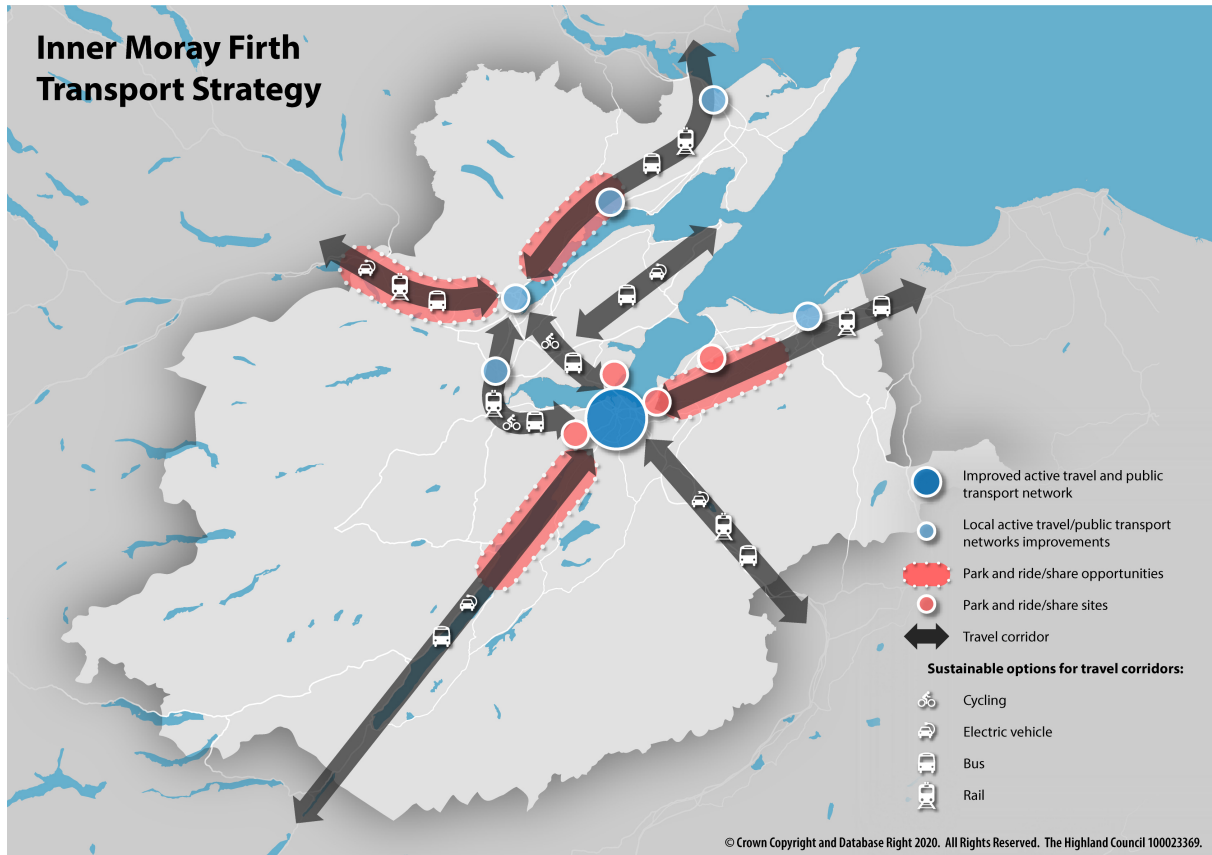 Inner Moray Firth
Transport Strategy
Improved active travel and public
transport network
Local active travel/public transport
networks improvements
Park and ride/share opportunities
Park and ride/share sites
Travel corridor
Sustainable options for travel corridors:
Cycling
Electric vehicle
Bus
Rail
© Crown Copyright and Database Right 2020.  All Rights Reserved.  The Highland Council 100023369.